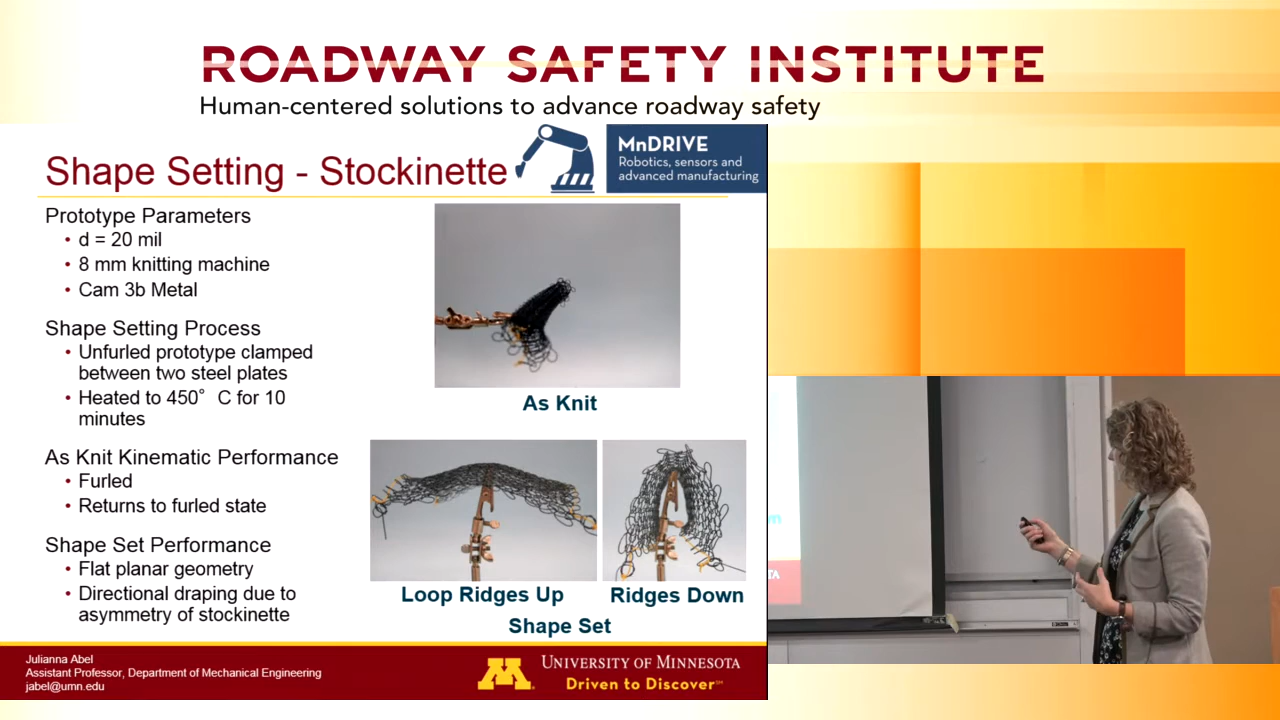 ROADWAY SAFETY INSTITUTE
Human-centered solutions to advance roadway safety
Shape Setting - Stockinette
MnDRIVE
Robotics, sensors and
advanced manufacturing
Prototype Parameters
• d = 20 mil
• 8 mm knitting machine
• Cam 3b Metal
Shape Setting Process
• Unfurled prototype clamped
between two steel plates
• Heated to 450° C for 10
minutes
As Knit Kinematic Performance
• Furled
• Returns to furled state
Shape Set Performance
• Flat planar geometry
• Directional draping due to
asymmetry of stockinette
As Knit
Loop Ridges Up
Ridges Down
Shape Set
Julianna Abel
Assistant Professor, Department of Mechanical Engineering
jabel@umn.edu
M
UNIVERSITY OF MINNESOTA
Driven to Discover℠